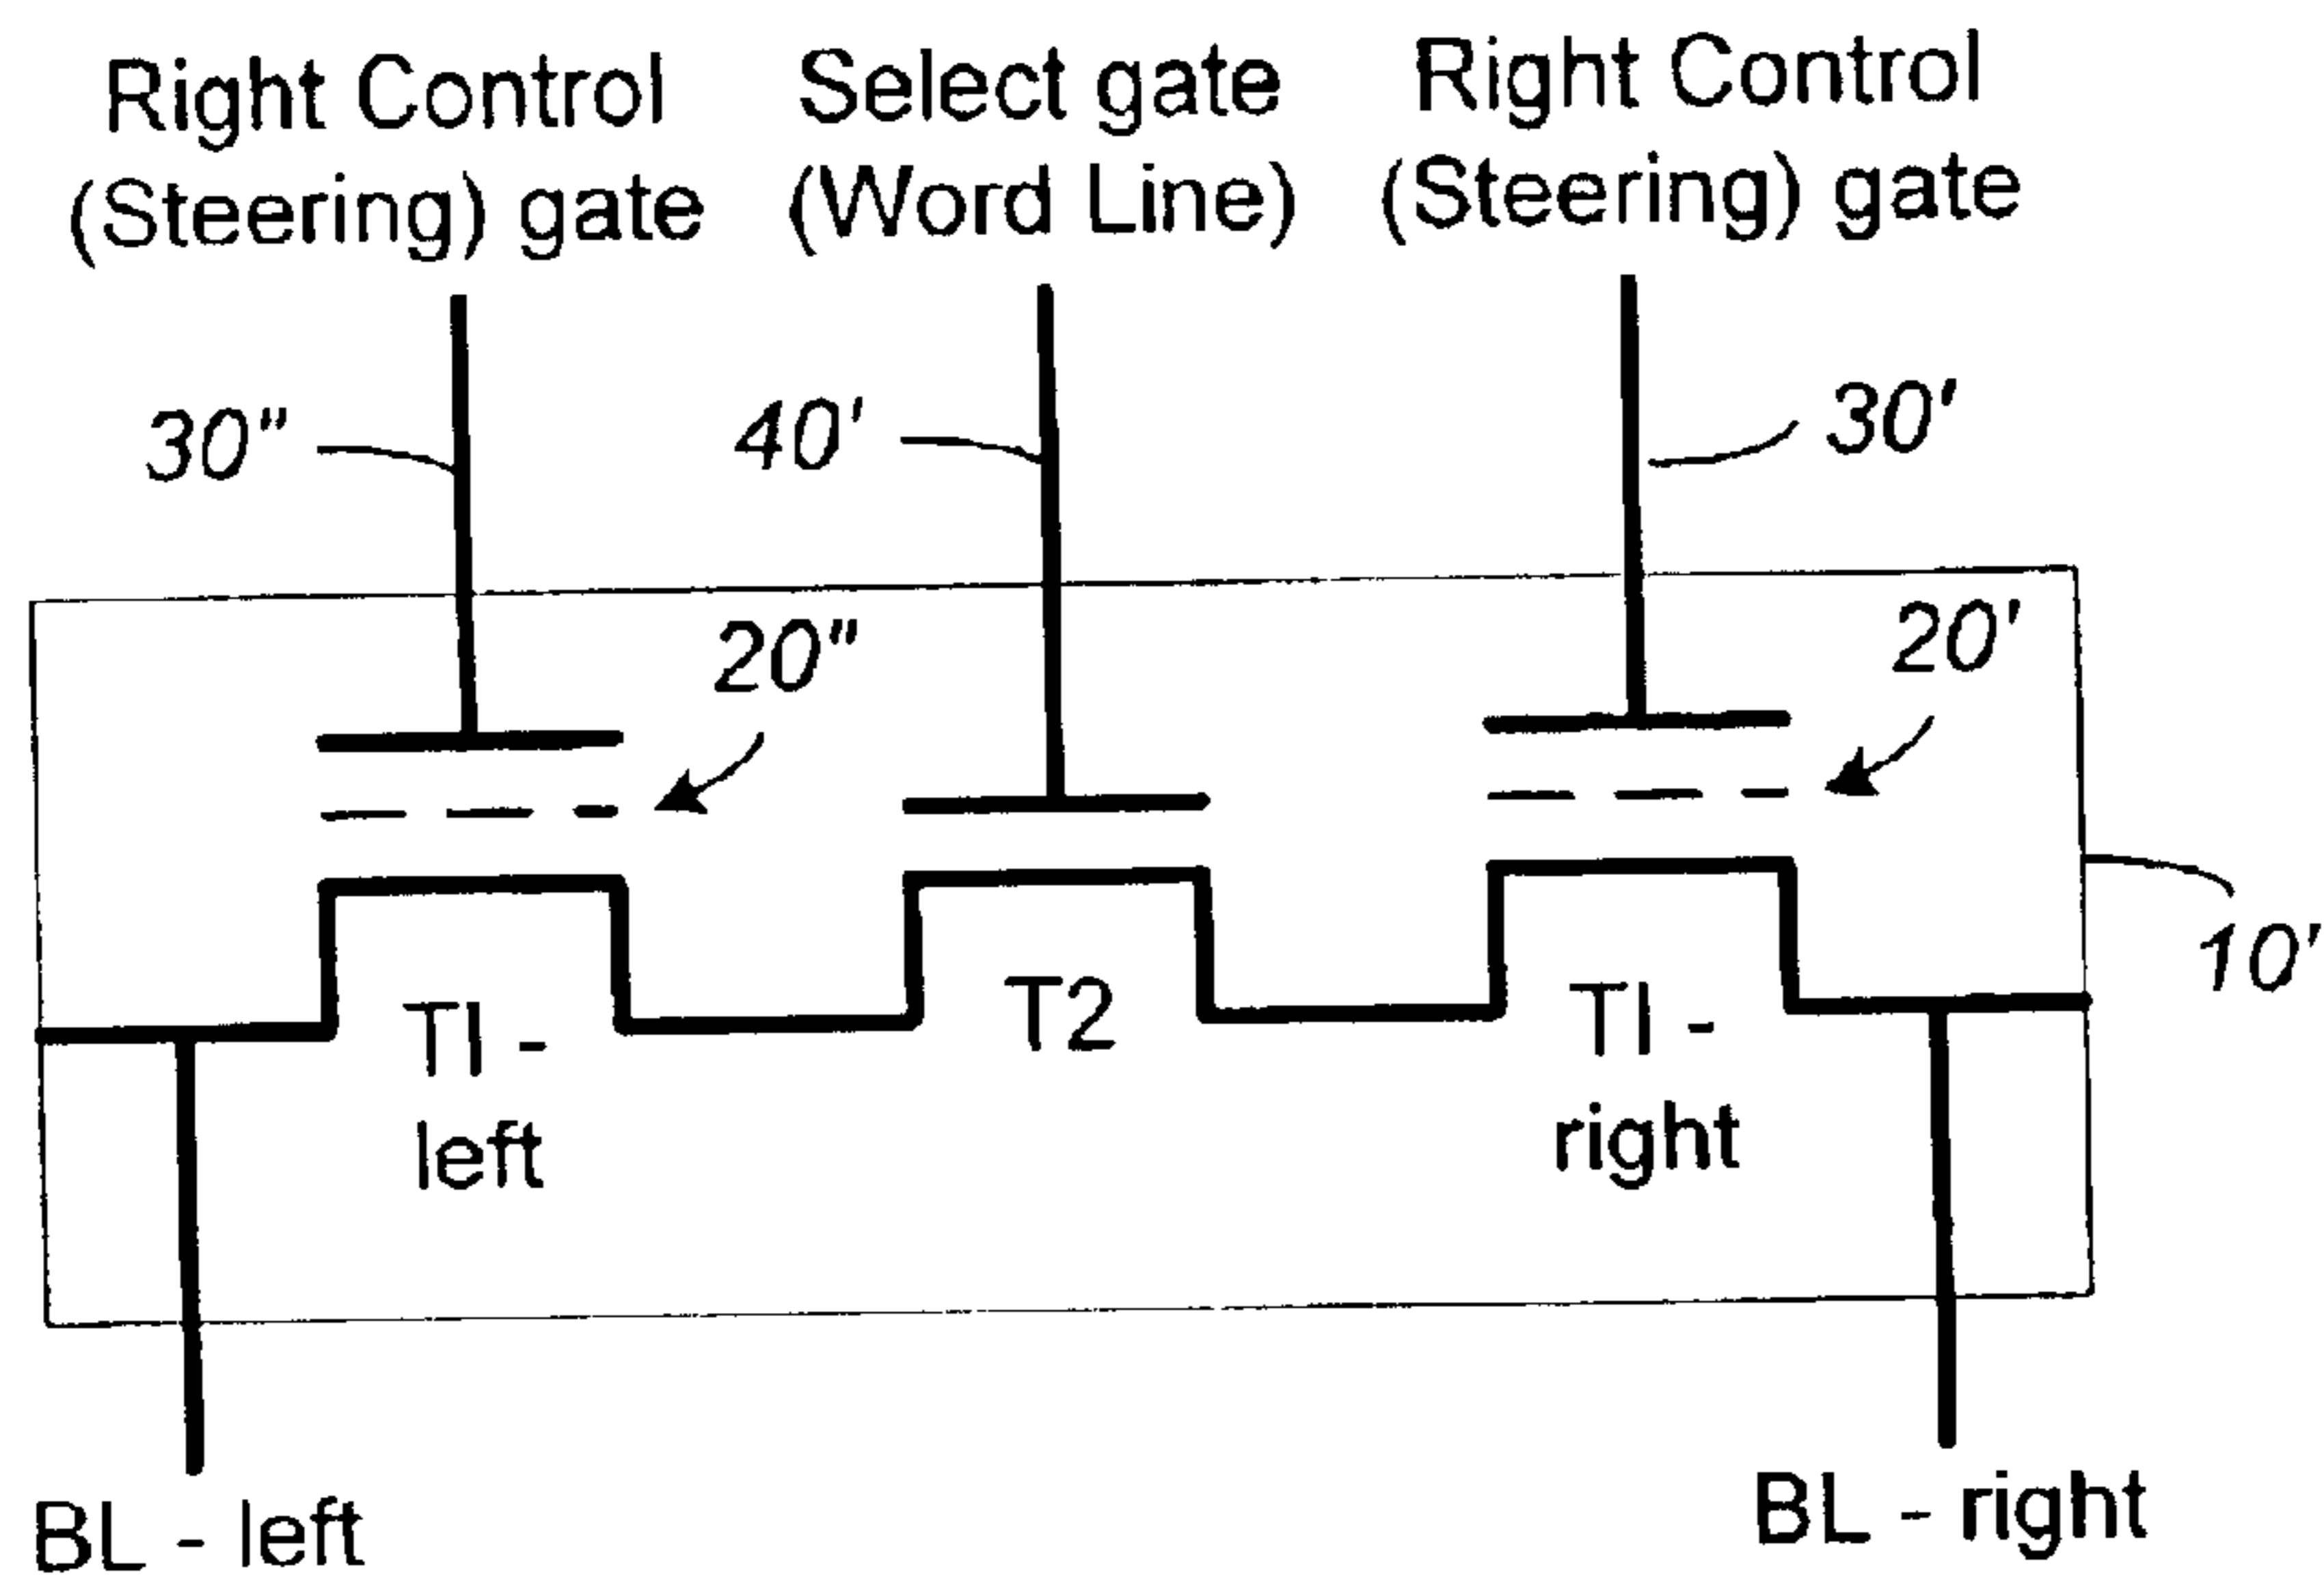 Right Control
(Steering) gate
Select gate
(Word Line)
Right Control
(Steering) gate
30"
40'
30'
20"
20'
10'
TI -
left
T2
TI -
right
BL - left
BL - right